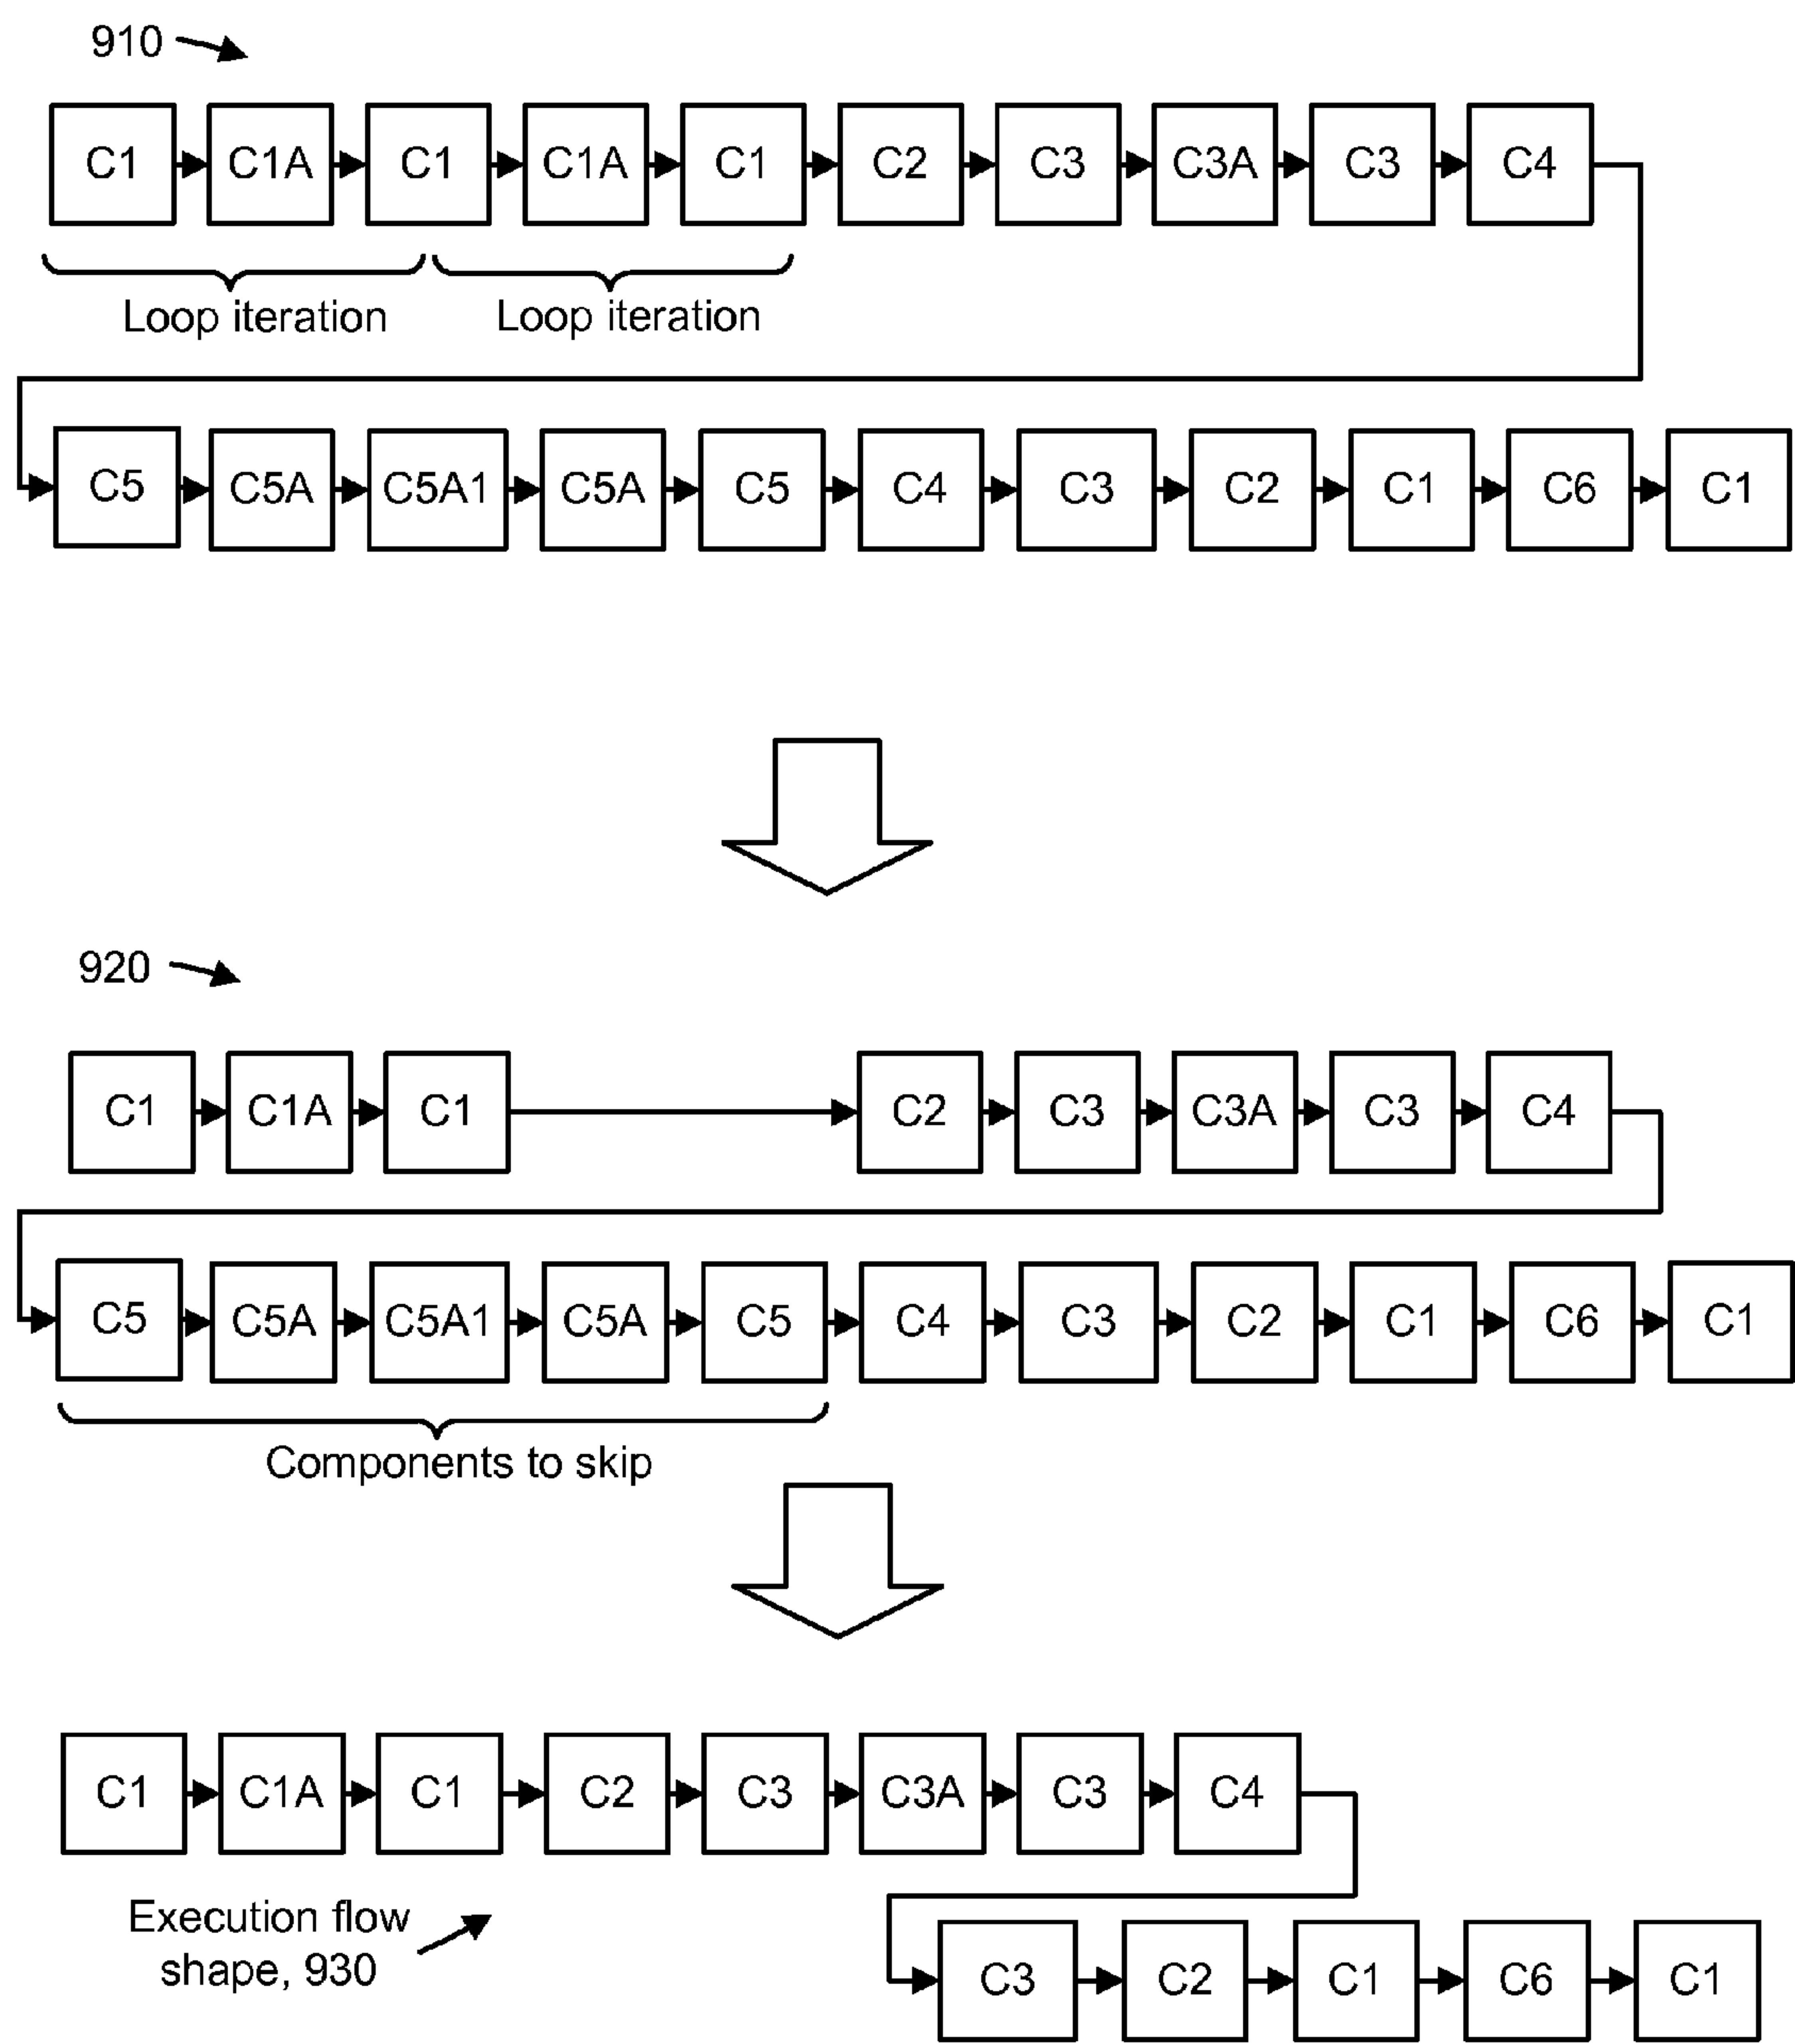 910
C1 C1A C1 C1A C1 C2 C3 C3A C3 C4
Loop iteration Loop iteration
C5 C5A C5A1 C5A C5 C4 C3 C2 C1 C6 C1
920
C1 C1A C1 C2 C3 C3A C3 C4
C5 C5A C5A1 C5A C5 C4 C3 C2 C1 C6 C1
Components to skip
C1 C1A C1 C2 C3 C3A C3 C4
Execution flow
shape, 930
C3 C2 C1 C6 C1